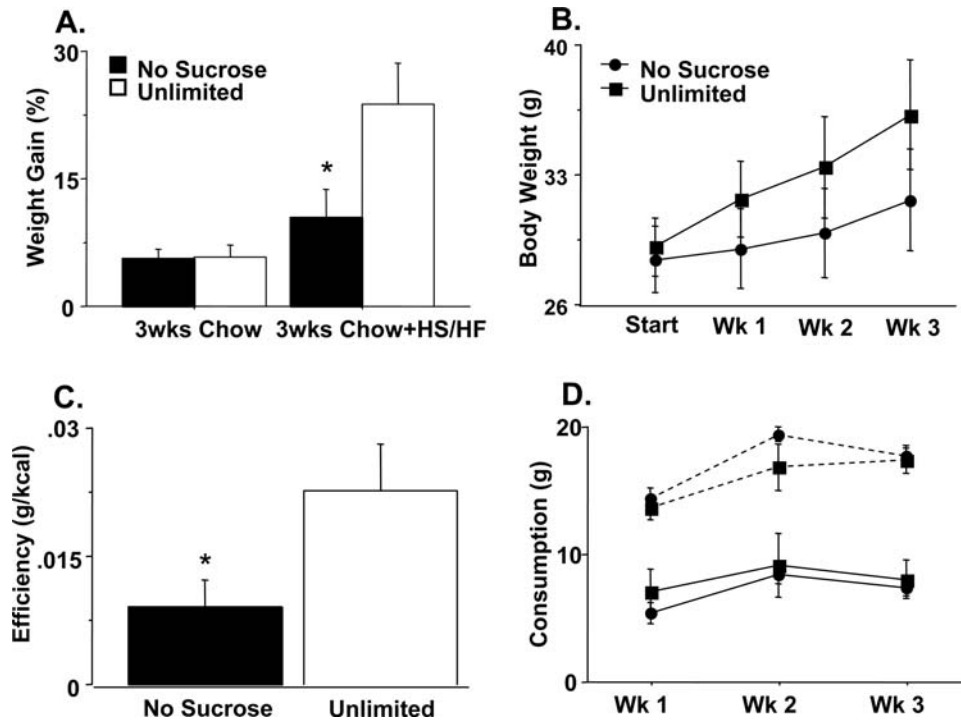 A.
Weight Gain (%)
30
15
0
No Sucrose
Unlimited
*
3wks Chow 3wks Chow+HS/HF
B.
Body Weight (g)
40
33
26
No Sucrose
Unlimited
Start Wk 1 Wk 2 Wk 3
C.
Efficiency (g/kcal)
.03
.015
0
*
No Sucrose Unlimited
D.
Consumption (g)
20
10
0
Wk 1 Wk 2 Wk 3